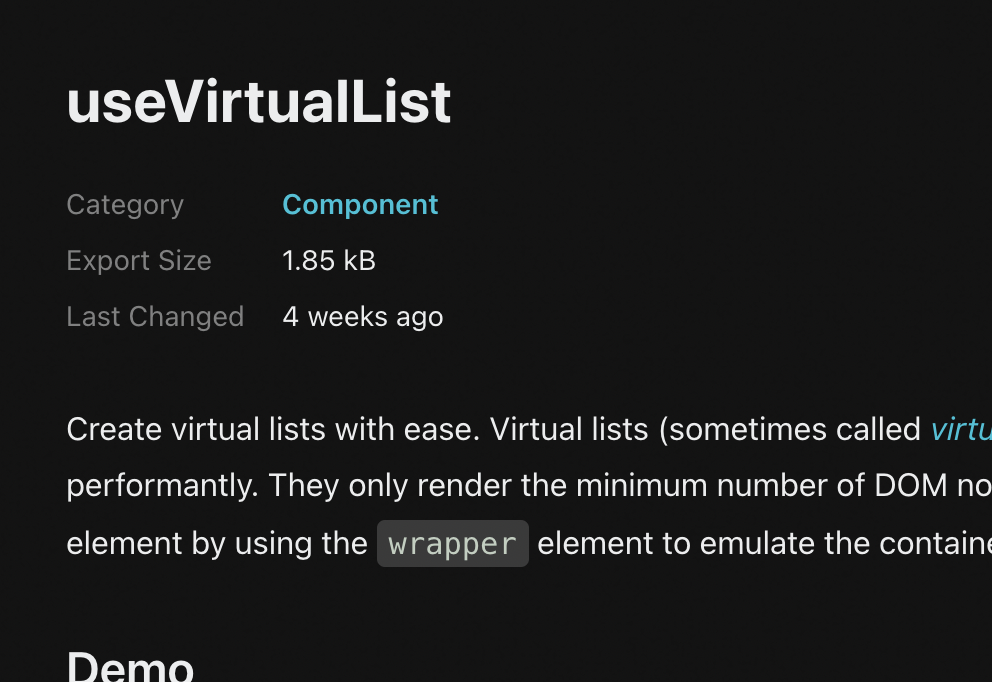 useVirtualList
Category Component
Export Size 1.85 kB
Last Changed 4 weeks ago
Create virtual lists with ease. Virtual lists (sometimes called
performantly. They only render the minimum number of DOM
element by using the wrapper element to emulate the
Demo